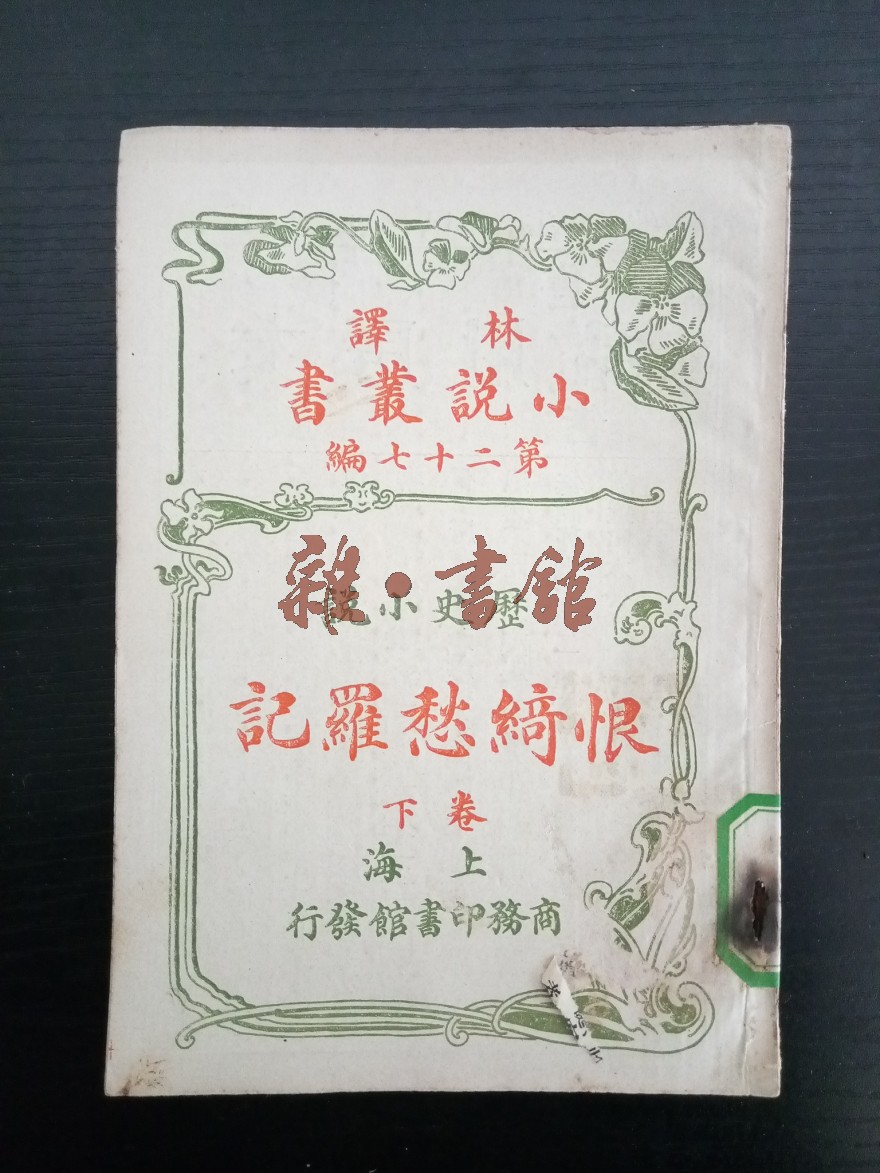 林譯
小說叢書
第二十七編
雜·書館
歷史小說
恨綺愁羅記
卷下
上海
商務印書館發行